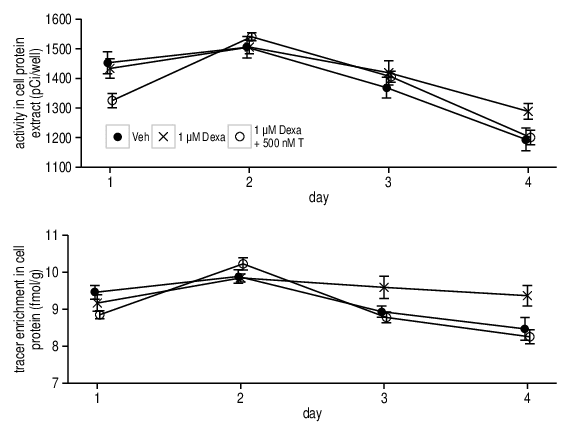 activity in cell protein
extract (pCi/well)
1600
1500
1400
1300
1200
1100
Veh
1 µM Dexa
1 µM Dexa
+ 500 nM T
1 2 3 4
day
tracer enrichment in cell
protein (fmol/g)
11
10
9
8
7
1 2 3 4
day